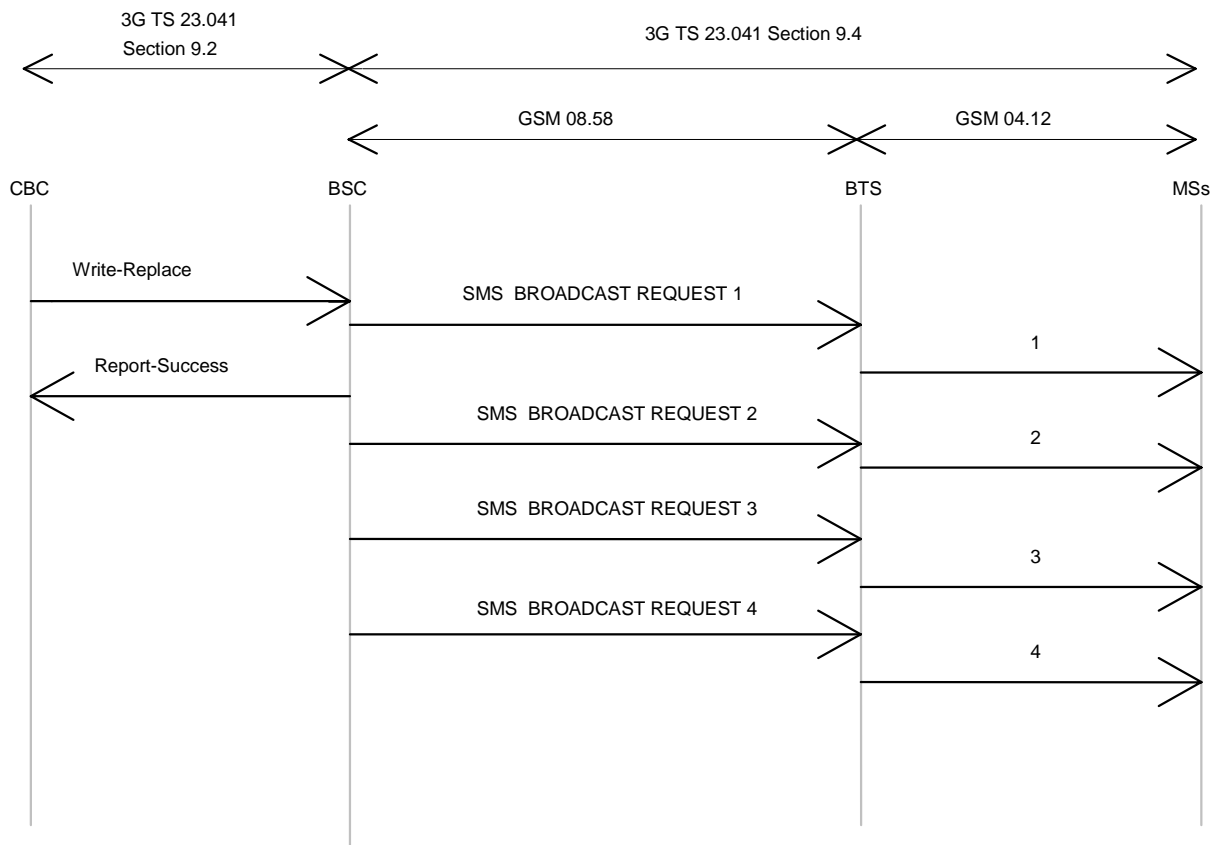 3G TS 23.041
Section 9.2
3G TS 23.041 Section 9.4
GSM 08.58
GSM 04.12
CBC
BSC
BTS
MSs
Write-Replace
SMS BROADCAST REQUEST 1
1
Report-Success
SMS BROADCAST REQUEST 2
2
SMS BROADCAST REQUEST 3
3
SMS BROADCAST REQUEST 4
4